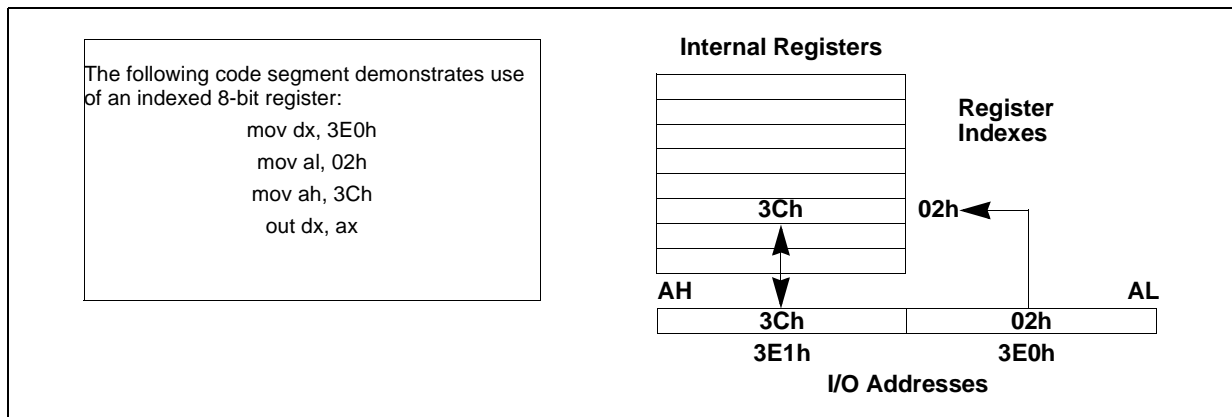 The following code segment demonstrates use
of an indexed 8-bit register:
mov dx, 3E0h
mov al, 02h
mov ah, 3Ch
out dx, ax
Internal Registers
Register
Indexes
3Ch
02h
AH
AL
3Ch
02h
3E1h
3E0h
I/O Addresses